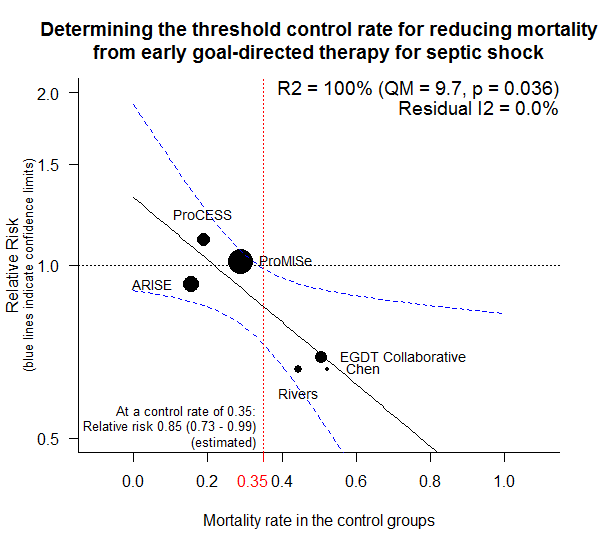 Determining the threshold control rate for reducing mortality
from early goal-directed therapy for septic shock
R2 = 100% (QM = 9.7, p = 0.036)
Residual I2 = 0.0%
Relative Risk
(blue lines indicate confidence limits)
2.0
1.5
1.0
0.5
ProCESS
ProMISe
ARISE
EGDT Collaborative
Chen
Rivers
At a control rate of 0.35:
Relative risk 0.85 (0.73 - 0.99)
(estimated)
0.0 0.2 0.35 0.4 0.6 0.8 1.0
Mortality rate in the control groups